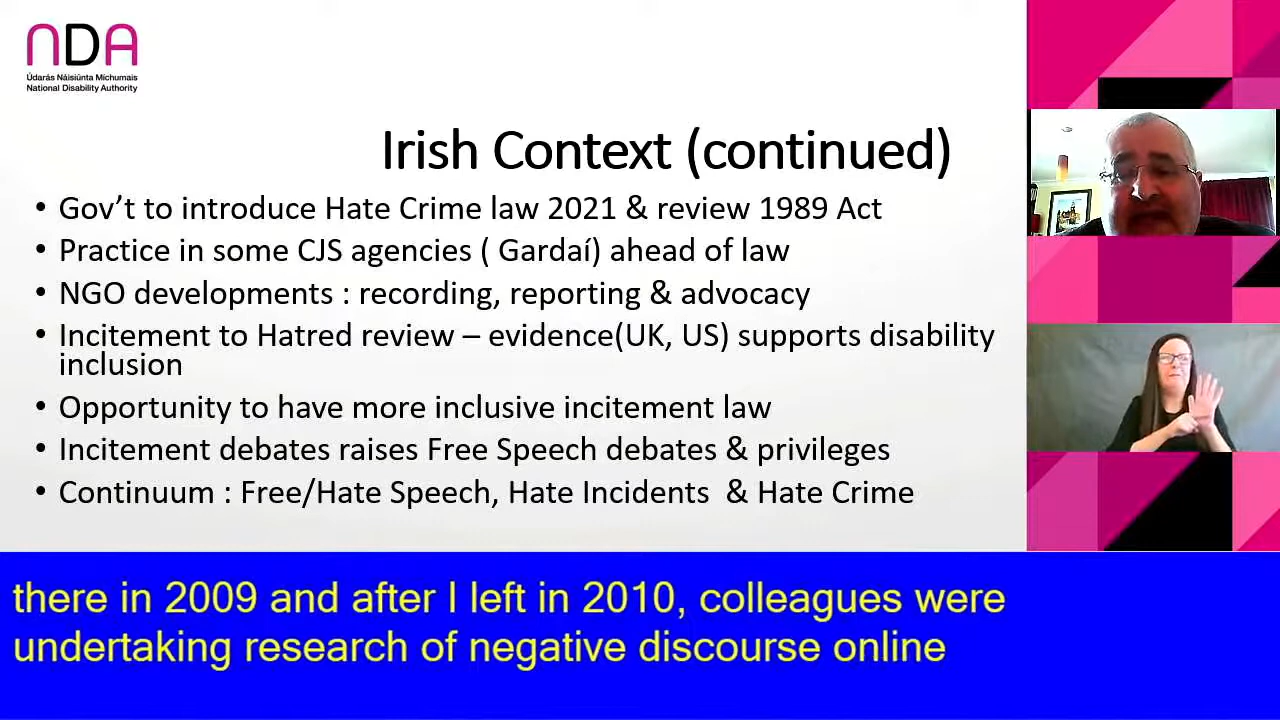 NDA
Údarás Náisiúnta Míchumais
National Disability Authority
Irish Context (continued)
• Gov’t to introduce Hate Crime law 2021 & review 1989 Act
• Practice in some CJS agencies ( Gardaí) ahead of law
• NGO developments : recording, reporting & advocacy
• Incitement to Hatred review – evidence(UK, US) supports disability
inclusion
• Opportunity to have more inclusive incitement law
• Incitement debates raises Free Speech debates & privileges
• Continuum : Free/Hate Speech, Hate Incidents & Hate Crime
there in 2009 and after I left in 2010, colleagues were
undertaking research of negative discourse online